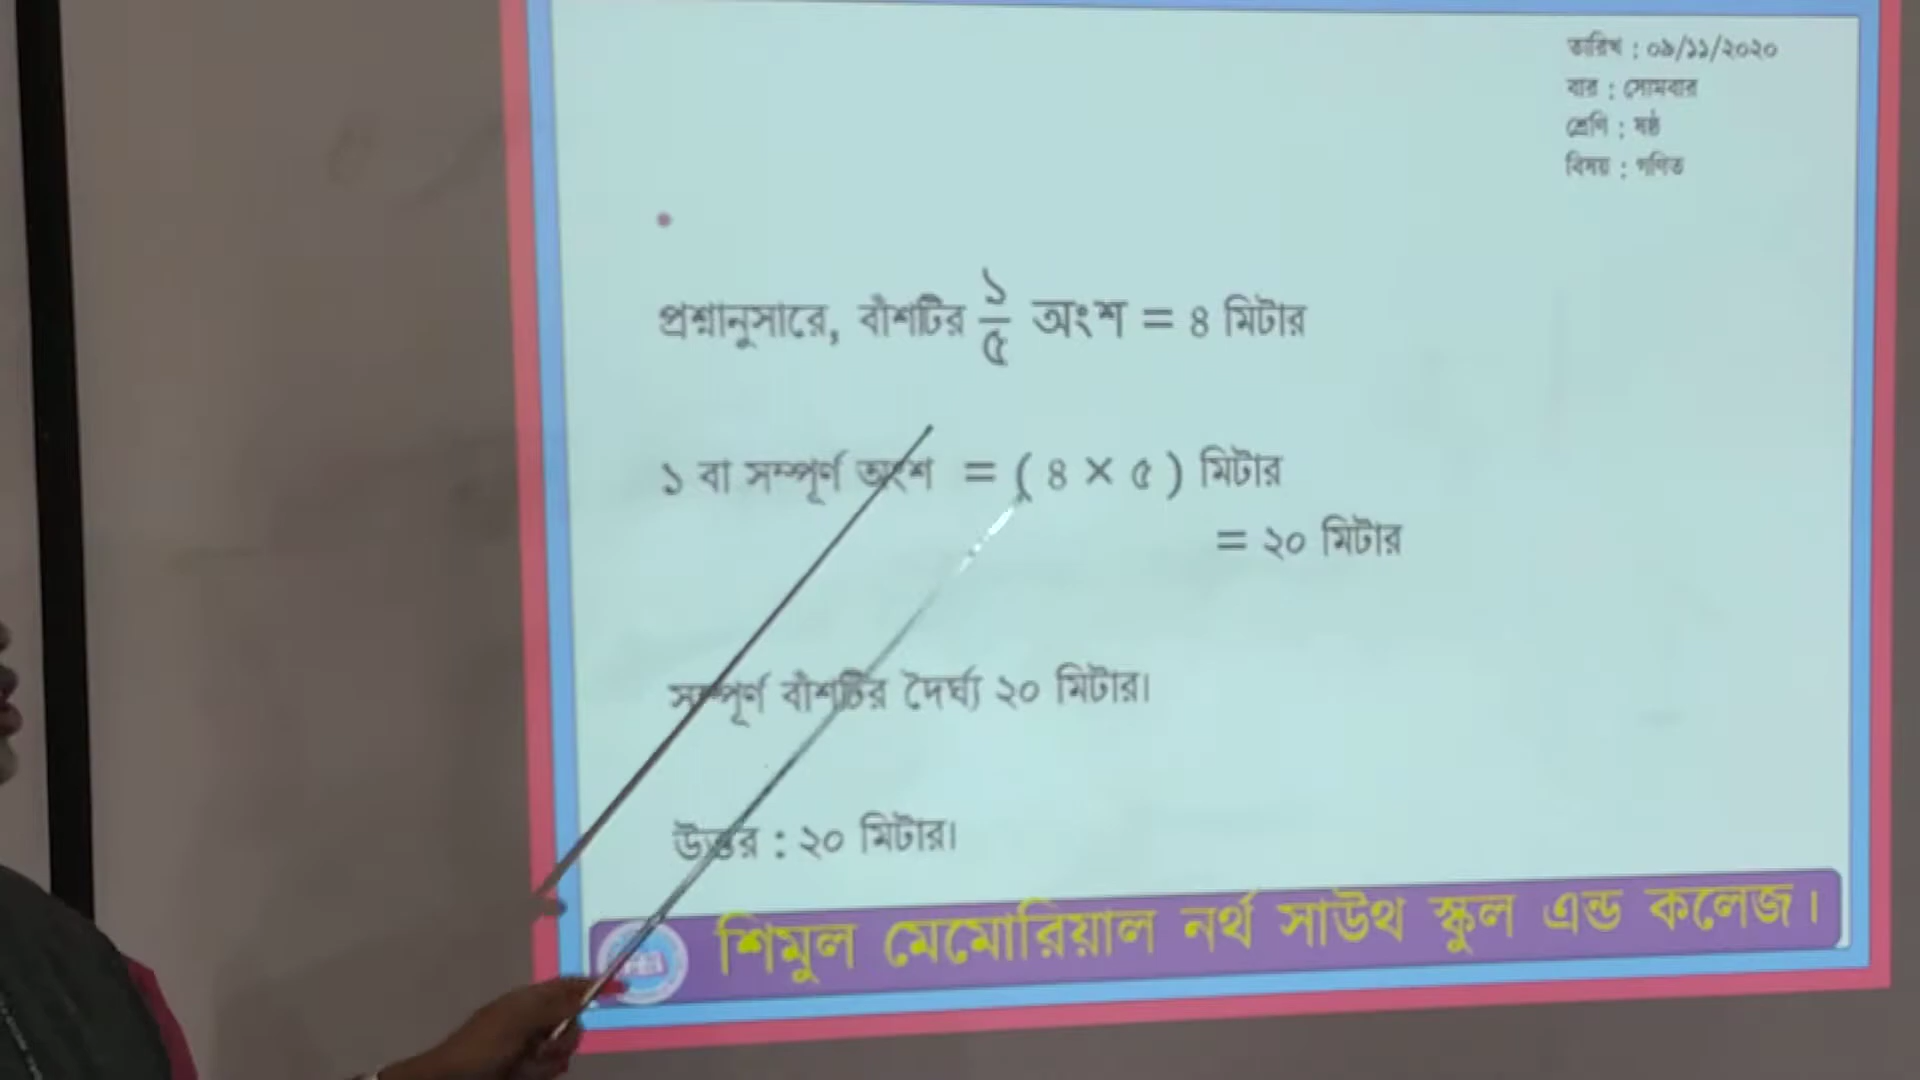 তারিখ : ০৯/১১/২০২০
বার : সোমবার
শ্রেণি : ষষ্ঠ
বিষয় : গণিত
প্রশ্নানুসারে, বাঁশটির ১/৫ অংশ = ৪ মিটার
১ বা সম্পূর্ণ অংশ = ( ৪ × ৫ ) মিটার
= ২০ মিটার
সম্পূর্ণ বাঁশটির দৈর্ঘ্য ২০ মিটার।
উত্তর : ২০ মিটার।
শিমুল মেমোরিয়াল নর্থ সাউথ স্কুল এন্ড কলেজ।